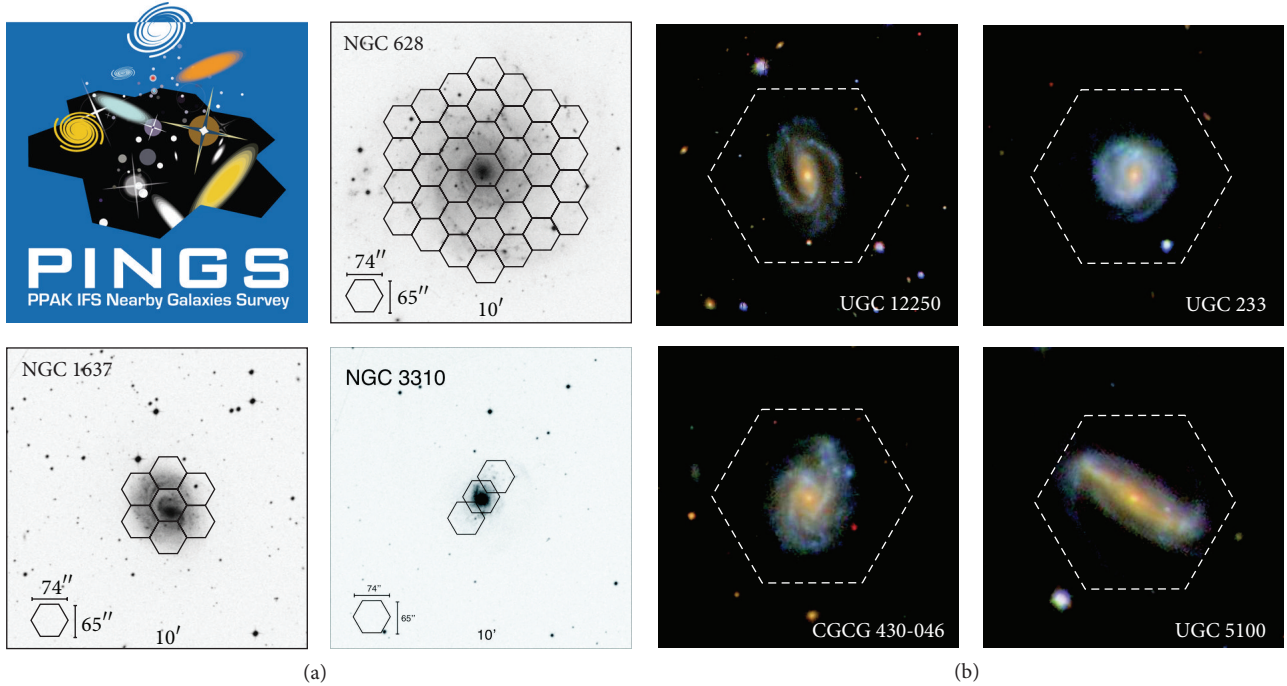 PINGS
PPAK IFS Nearby Galaxies Survey
NGC 628
74″
65″
10′
UGC 12250
UGC 233
NGC 1637
74″
65″
10′
NGC 3310
74"
65"
10'
CGCG 430-046
UGC 5100
(a)
(b)